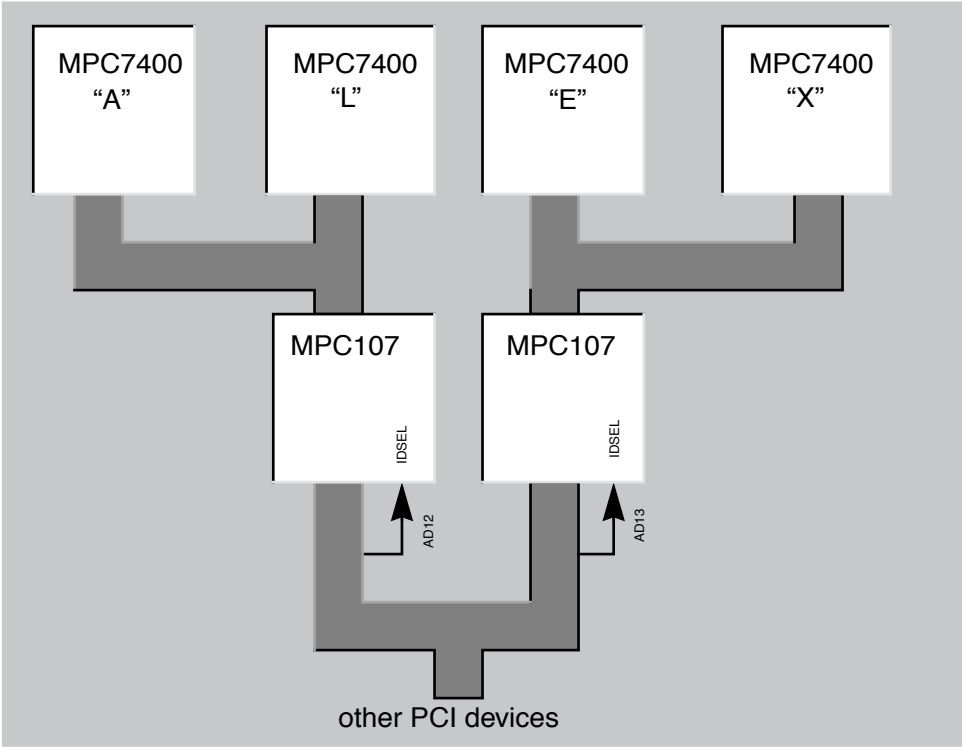 MPC7400
“A”
MPC7400
“L”
MPC7400
“E”
MPC7400
“X”
MPC107
IDSEL
AD12
MPC107
IDSEL
AD13
other PCI devices